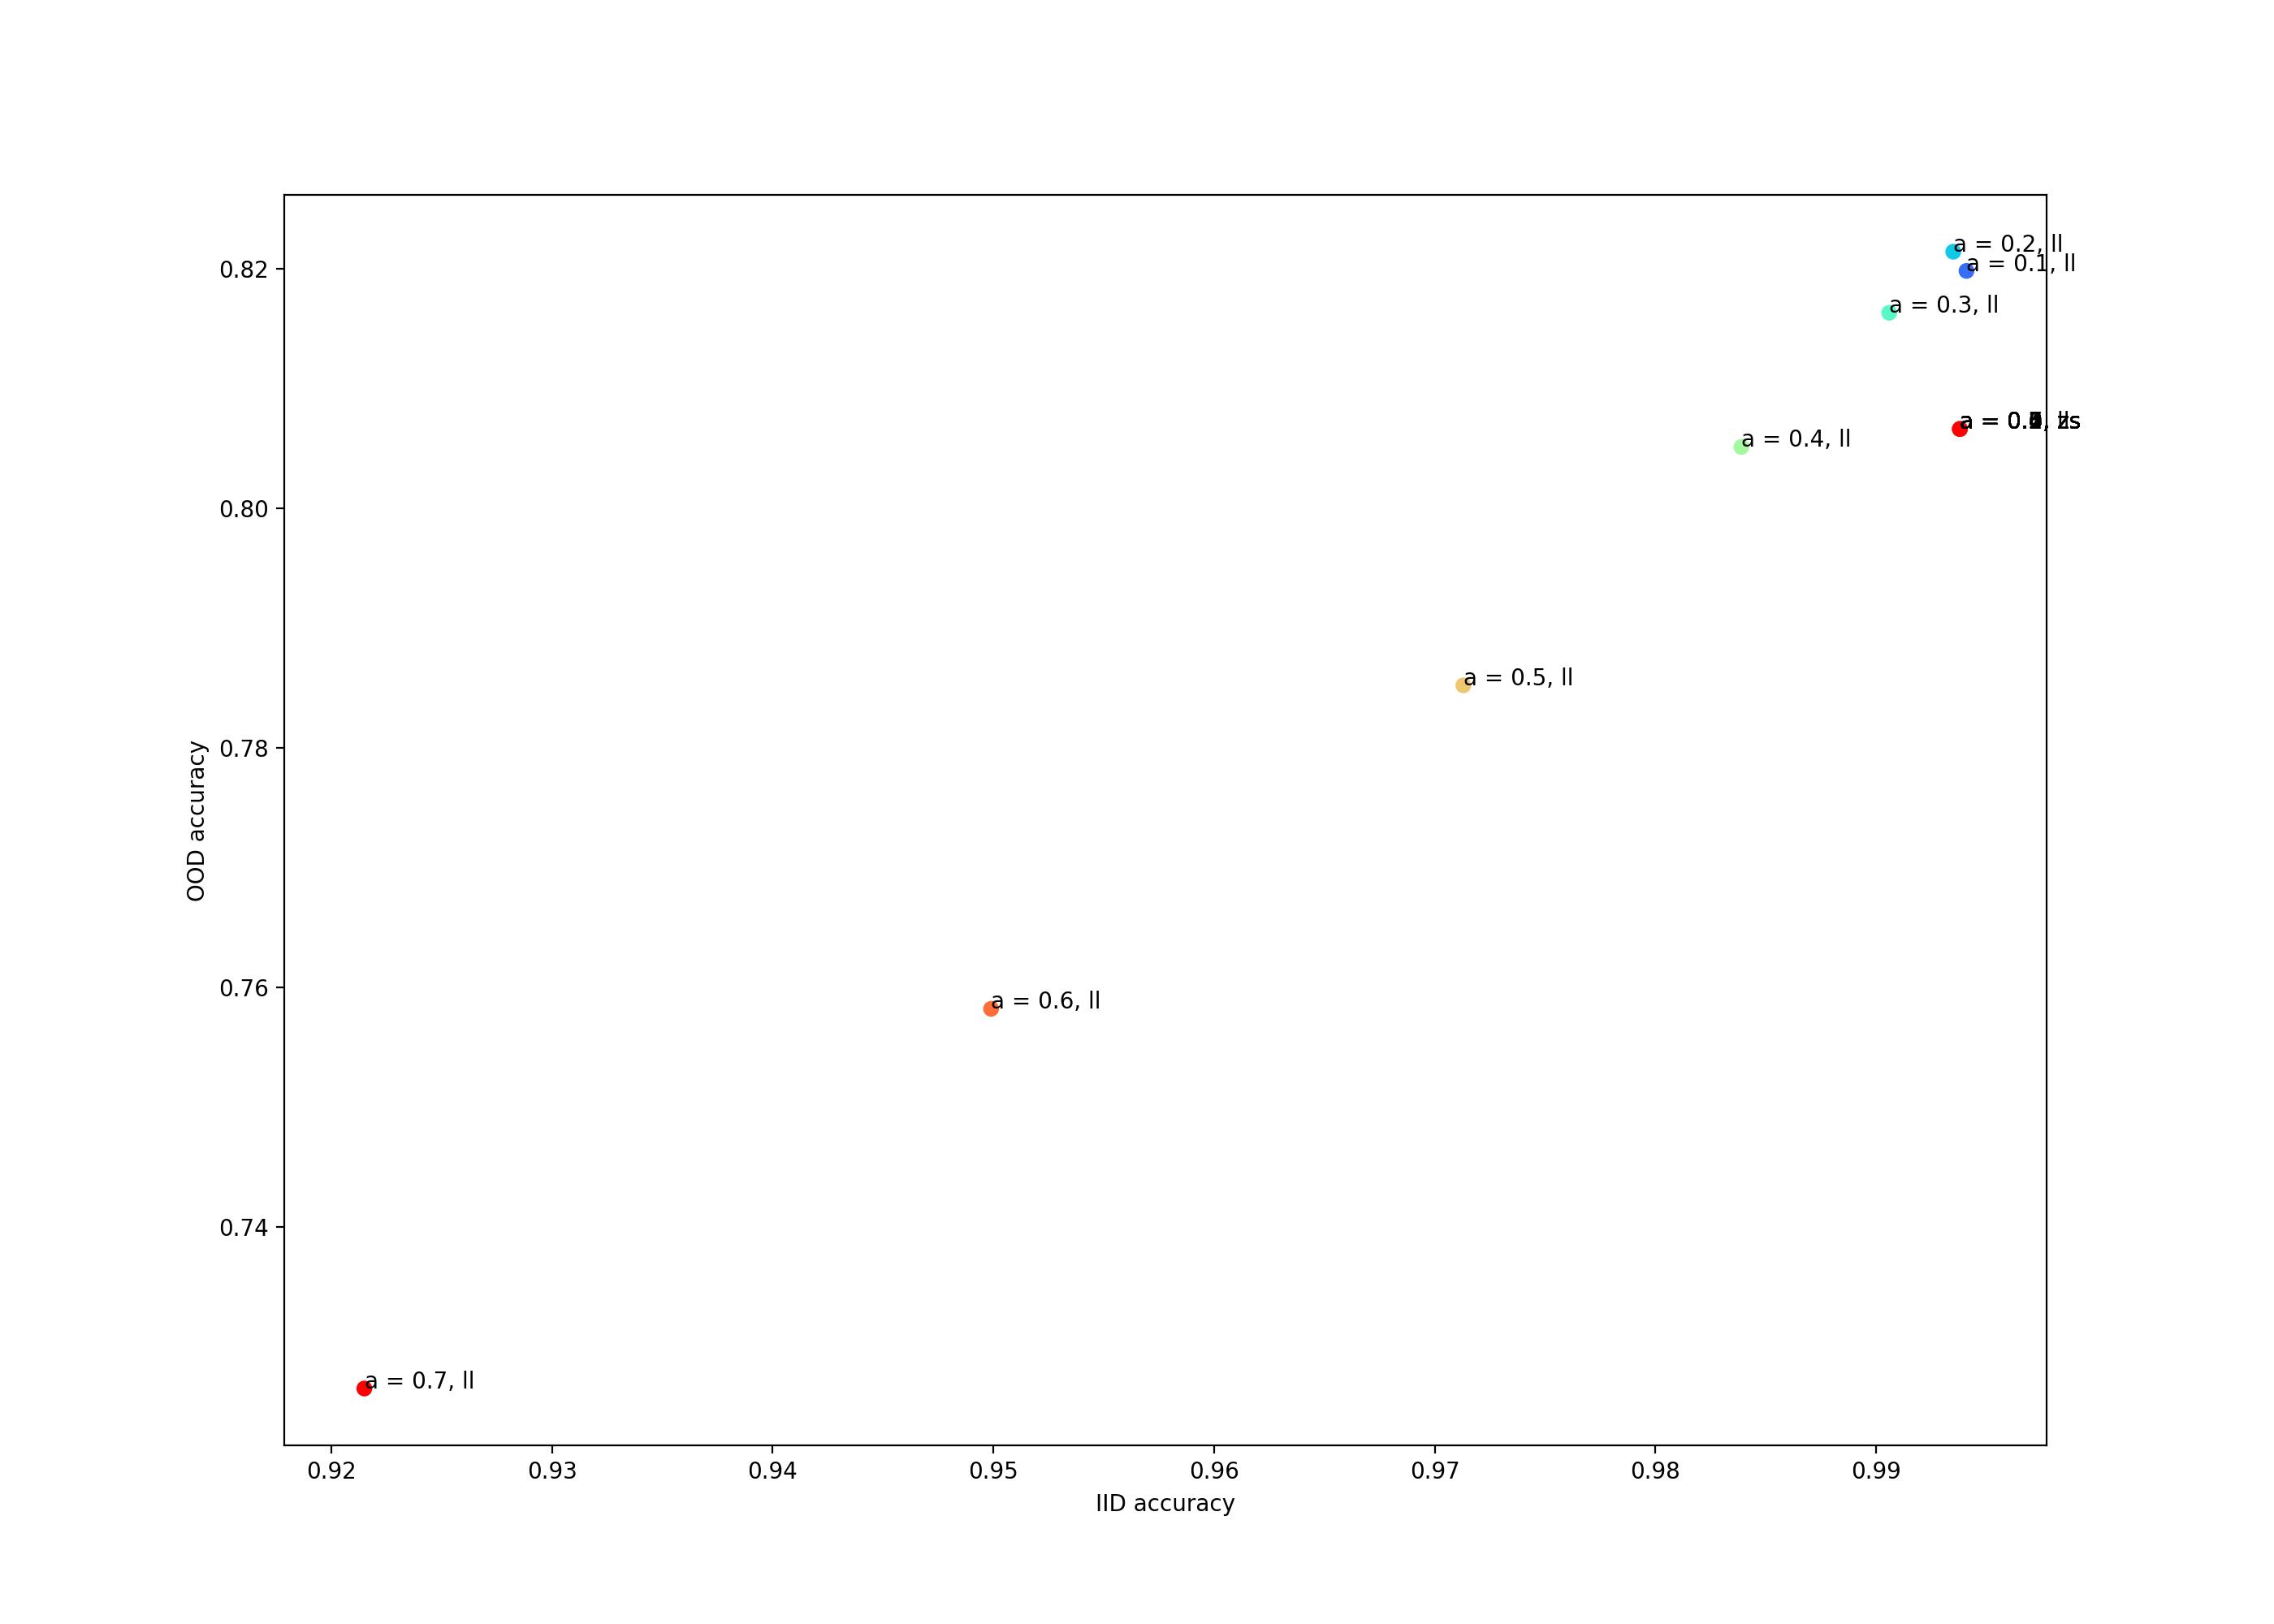 0.82
0.80
0.78
0.76
0.74
OOD accuracy
a = 0.2, ll
a = 0.1, ll
a = 0.3, ll
a = 0.4, ll
a = 0.5, ll
a = 0.6, ll
a = 0.7, ll
0.92 0.93 0.94 0.95 0.96 0.97 0.98 0.99
IID accuracy